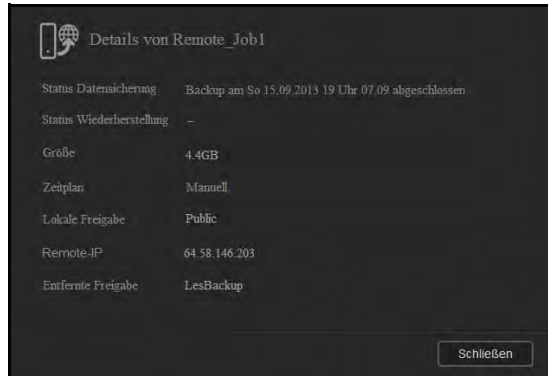 Details von Remote_Job1
Status Datensicherung Backup am So 15.09.2013 19 Uhr 07.09 abgeschlossen
Status Wiederherstellung –
Größe 4.4GB
Zeitplan Manuell
Lokale Freigabe Public
Remote-IP 64.58.146.203
Entfernte Freigabe LesBackup
Schließen